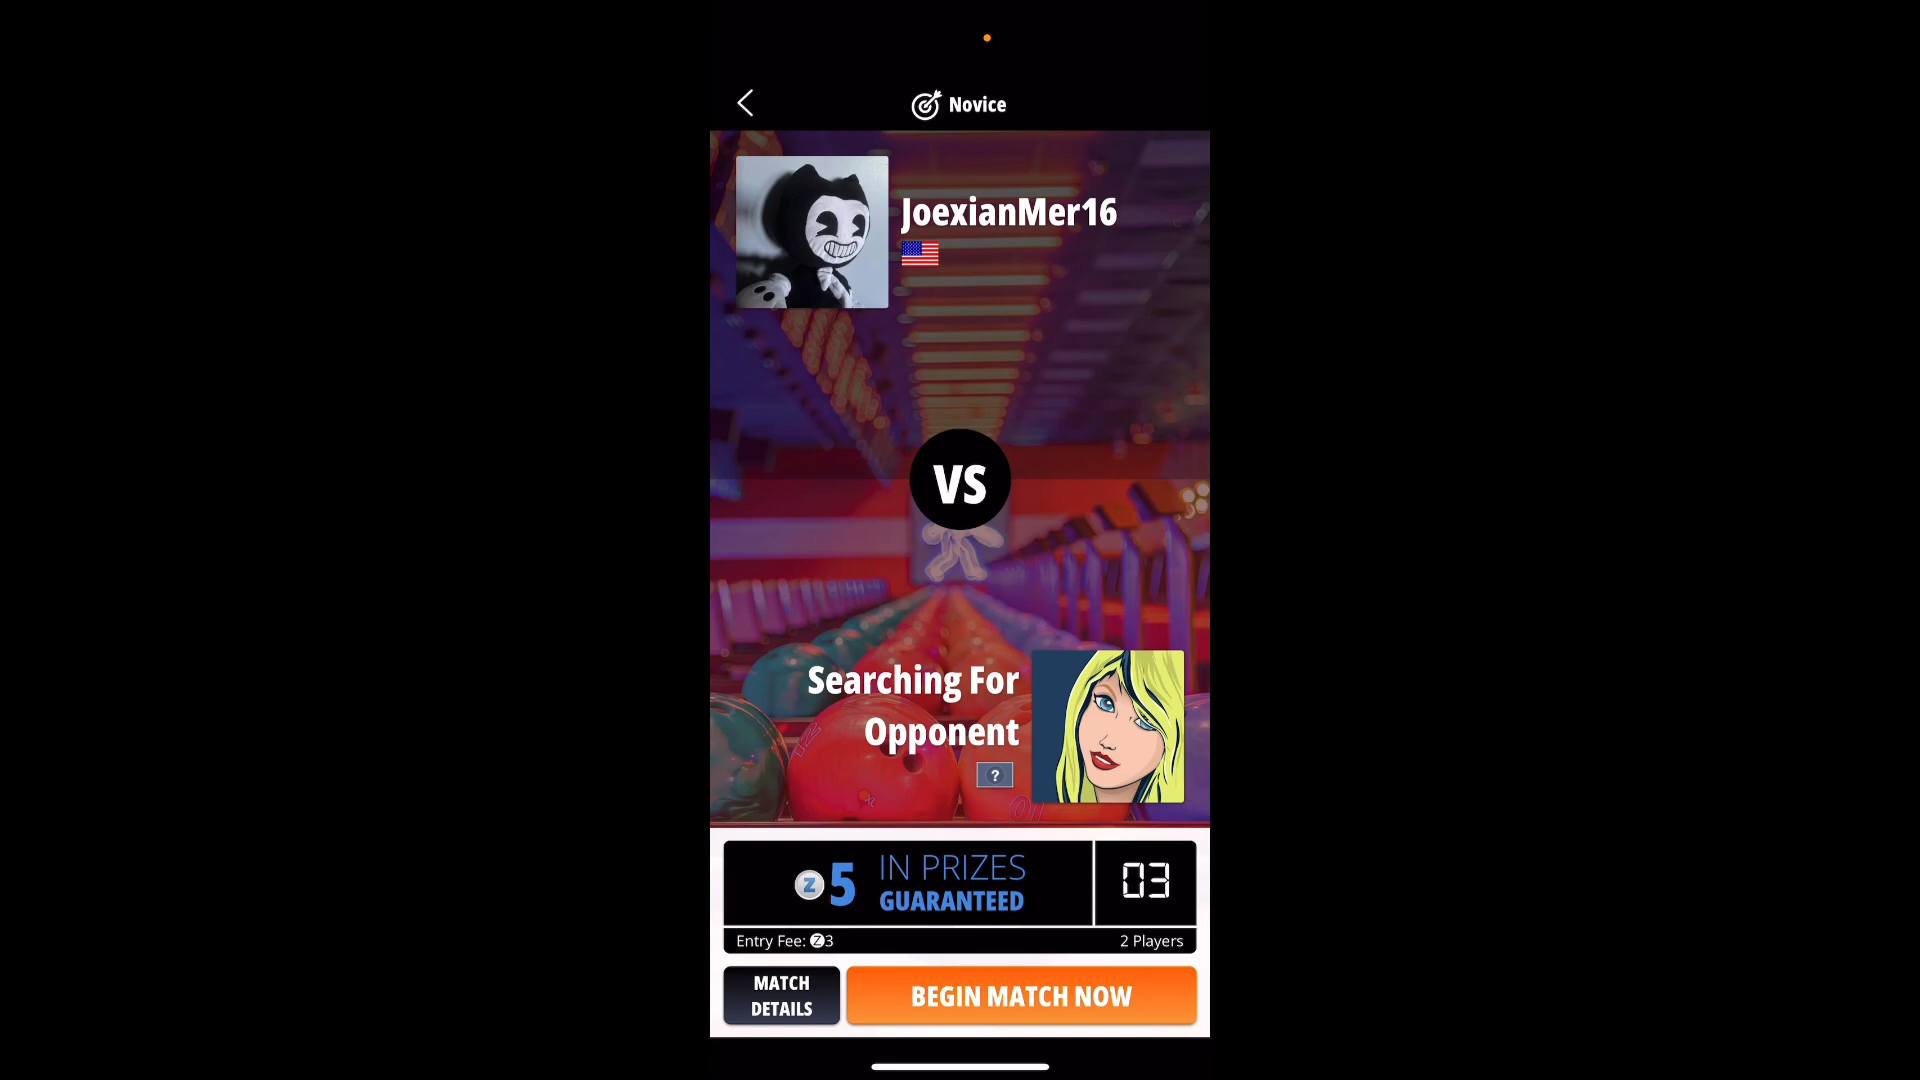 Novice
JoexianMer16
VS
Searching For
Opponent
?
Z 5 IN PRIZES
GUARANTEED
03
Entry Fee: Z3
2 Players
MATCH
DETAILS
BEGIN MATCH NOW